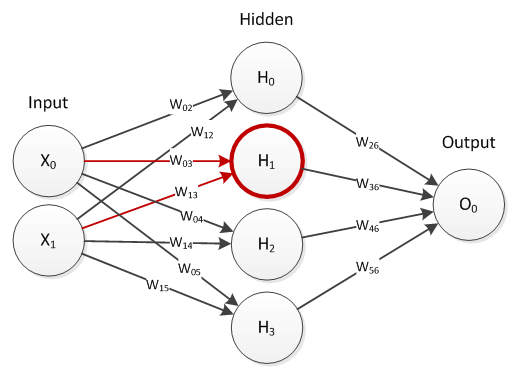 Hidden
Input
Output
X₀
X₁
H₀
H₁
H₂
H₃
O₀
W₀₂
W₁₂
W₀₃
W₁₃
W₀₄
W₁₄
W₀₅
W₁₅
W₂₆
W₃₆
W₄₆
W₅₆